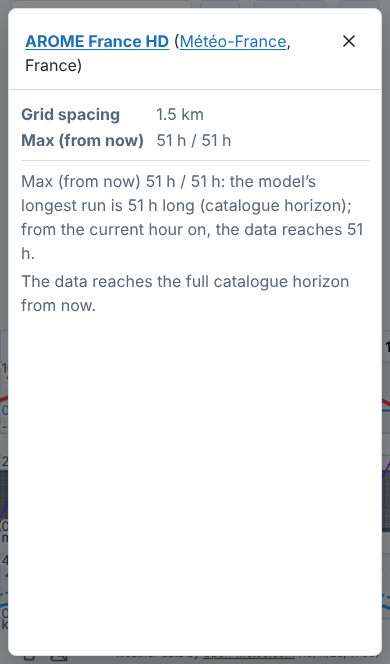 AROME France HD (Météo-France,
France)
Grid spacing 1.5 km
Max (from now) 51 h / 51 h
Max (from now) 51 h / 51 h: the model's
longest run is 51 h long (catalogue horizon);
from the current hour on, the data reaches 51
h.
The data reaches the full catalogue horizon
from now.